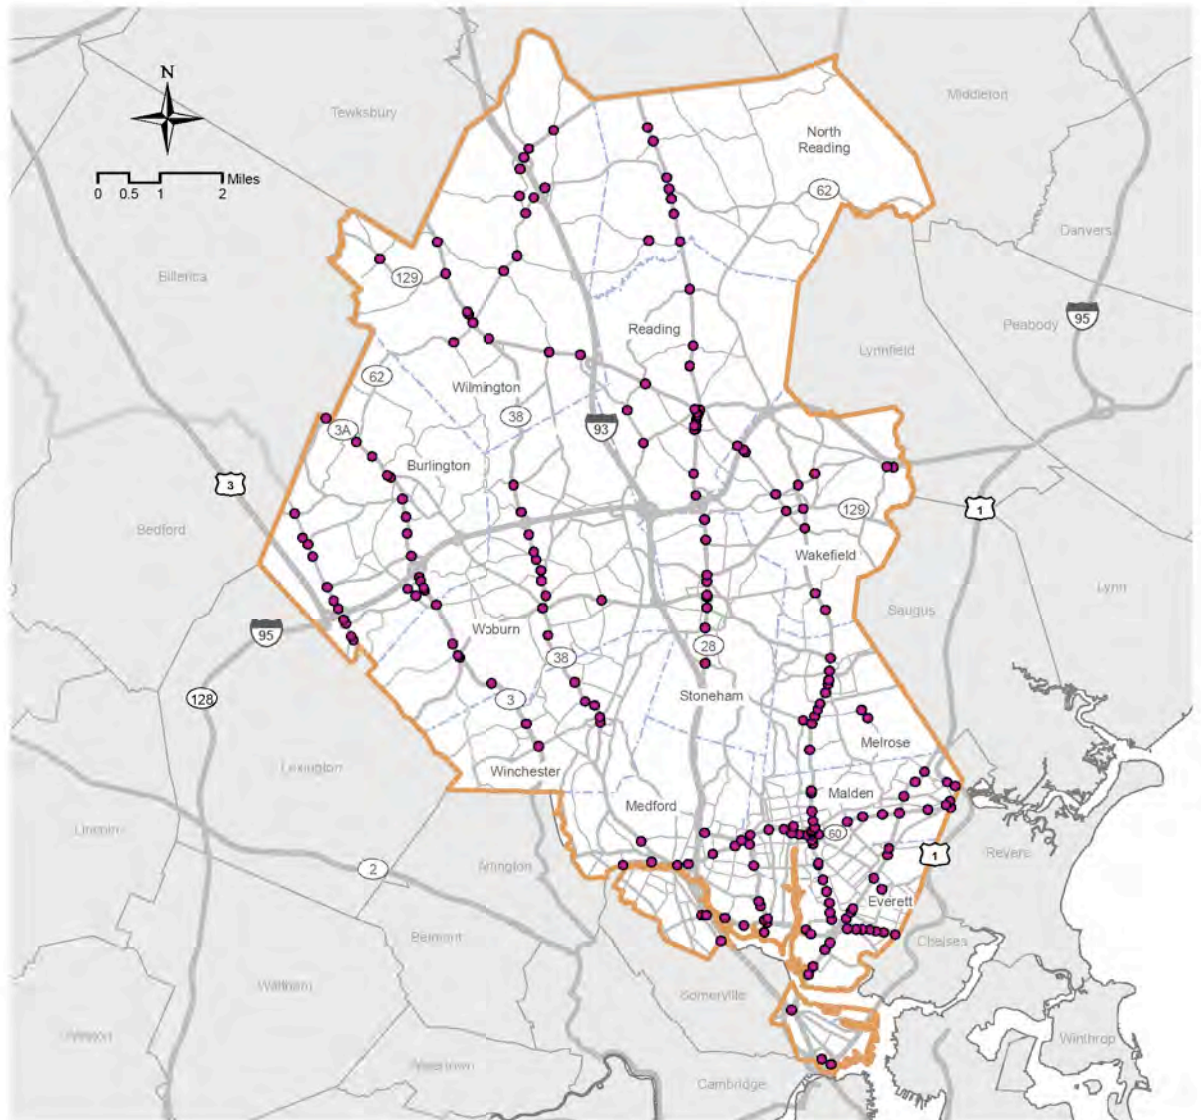 Middleton
N
Tewksbury
North
Reading
Miles
0 0.5 1 2
62
Danvers
Billerica
129
95
Reading
Peabody
Lynnfield
62
Wilmington
38
3A
93
Burlington
3
1
129
Bedford
Wakefield
Lynn
Saugus
Woburn
95
28
38
Stoneham
128
3
Melrose
Lexington
Winchester
Malden
Medford
Lincoln
60
Revere
1
2
Arlington
Everett
Belmont
Chelsea
Waltham
Somerville
Winthrop
Watertown
Cambridge